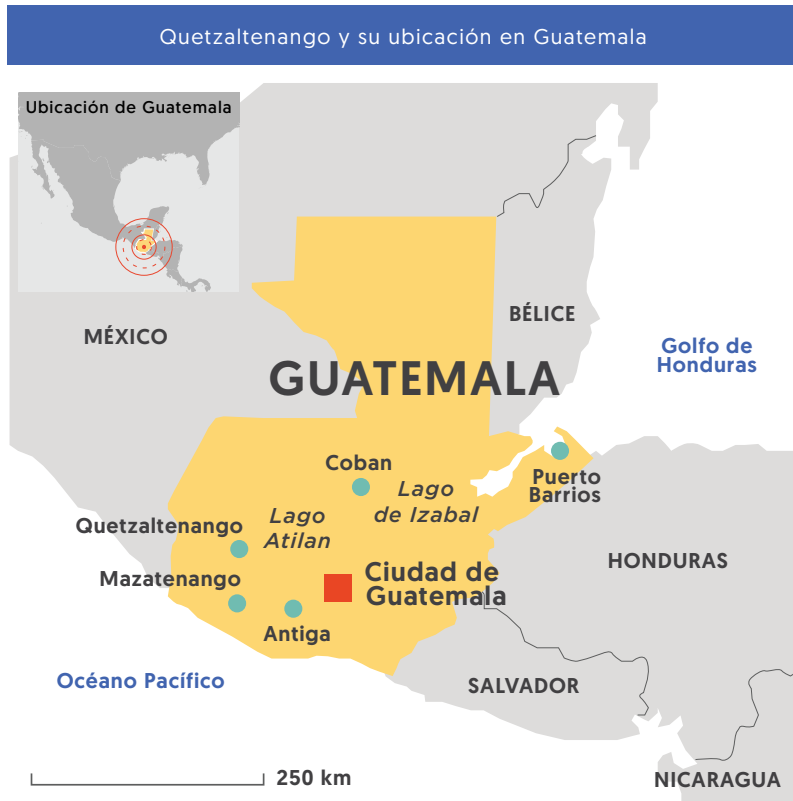 Quetzaltenango y su ubicación en Guatemala
Ubicación de Guatemala
MÉXICO
BÉLICE
Golfo de
Honduras
GUATEMALA
Coban
Lago
de Izabal
Puerto
Barrios
Quetzaltenango
Lago
Atilan
Mazatenango
Ciudad de
Guatemala
HONDURAS
Antiga
Océano Pacífico
SALVADOR
250 km
NICARAGUA